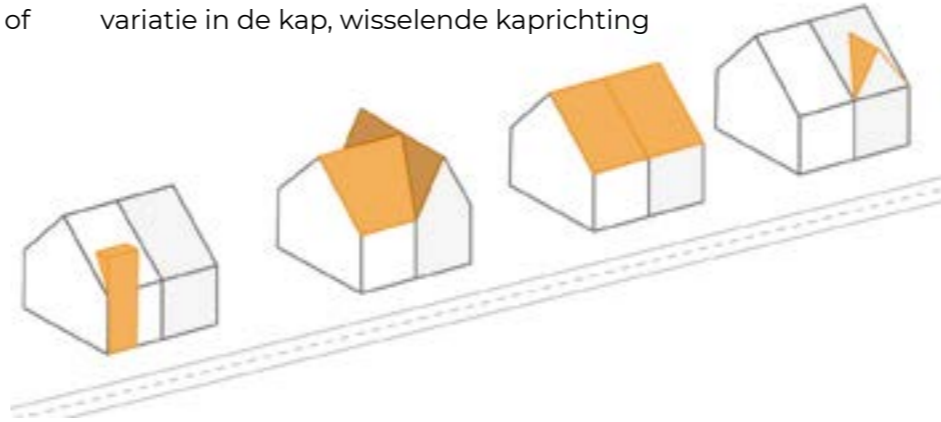 of variatie in de kap, wisselende kaprichting